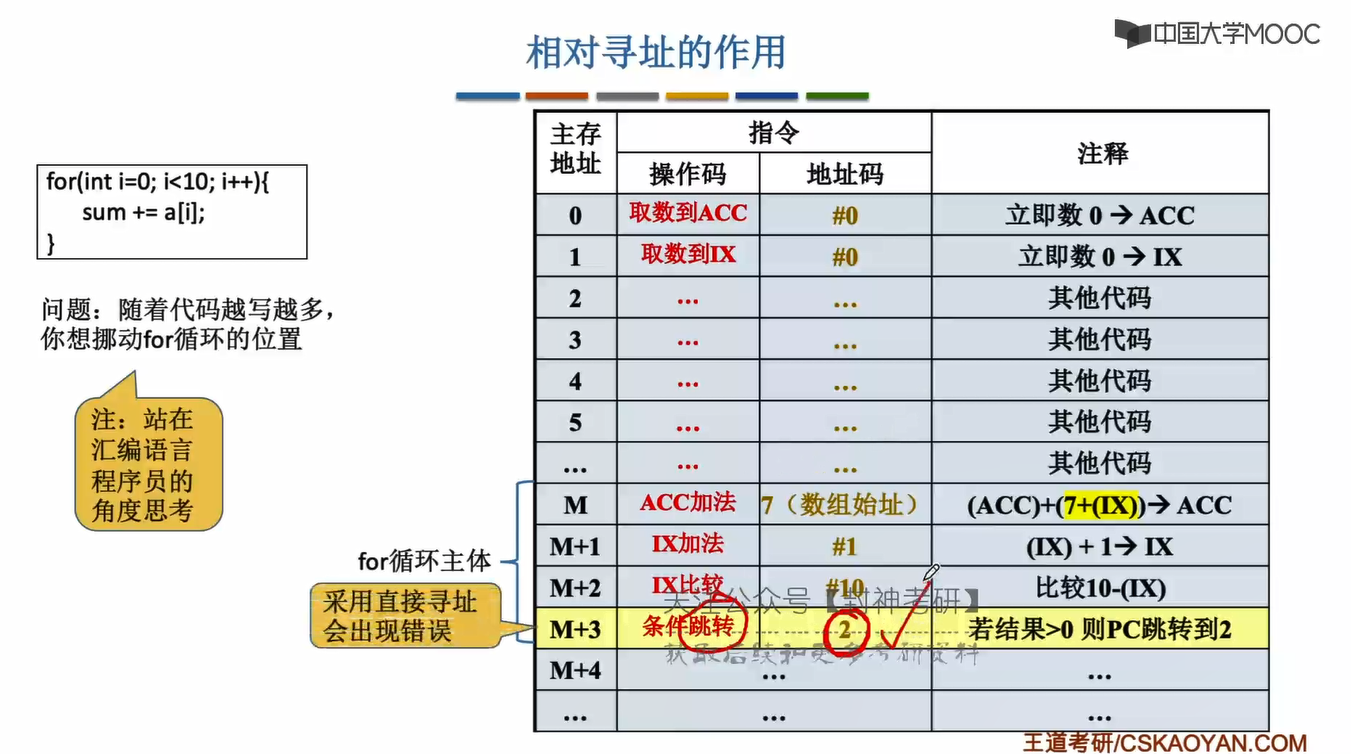 中国大学MOOC
相对寻址的作用
for(int i=0; i<10; i++){
sum += a[i];
}
问题：随着代码越写越多，
你想挪动for循环的位置
注：站在
汇编语言
程序员的
角度思考
for循环主体
采用直接寻址
会出现错误
主存地址 指令 注释
操作码 地址码
0 取数到ACC #0 立即数 0 → ACC
1 取数到IX #0 立即数 0 → IX
2 … … 其他代码
3 … … 其他代码
4 … … 其他代码
5 … … 其他代码
… … … 其他代码
M ACC加法 7（数组始址） (ACC)+(7+(IX))→ ACC
M+1 IX加法 #1 (IX) + 1→ IX
M+2 IX比较 #10 比较10-(IX)
关注公众号【封神考研】
M+3 条件跳转 2 若结果>0 则PC跳转到2
获取后续和更多考研资料
M+4 … …
… … …
王道考研/CSKAOYAN.COM